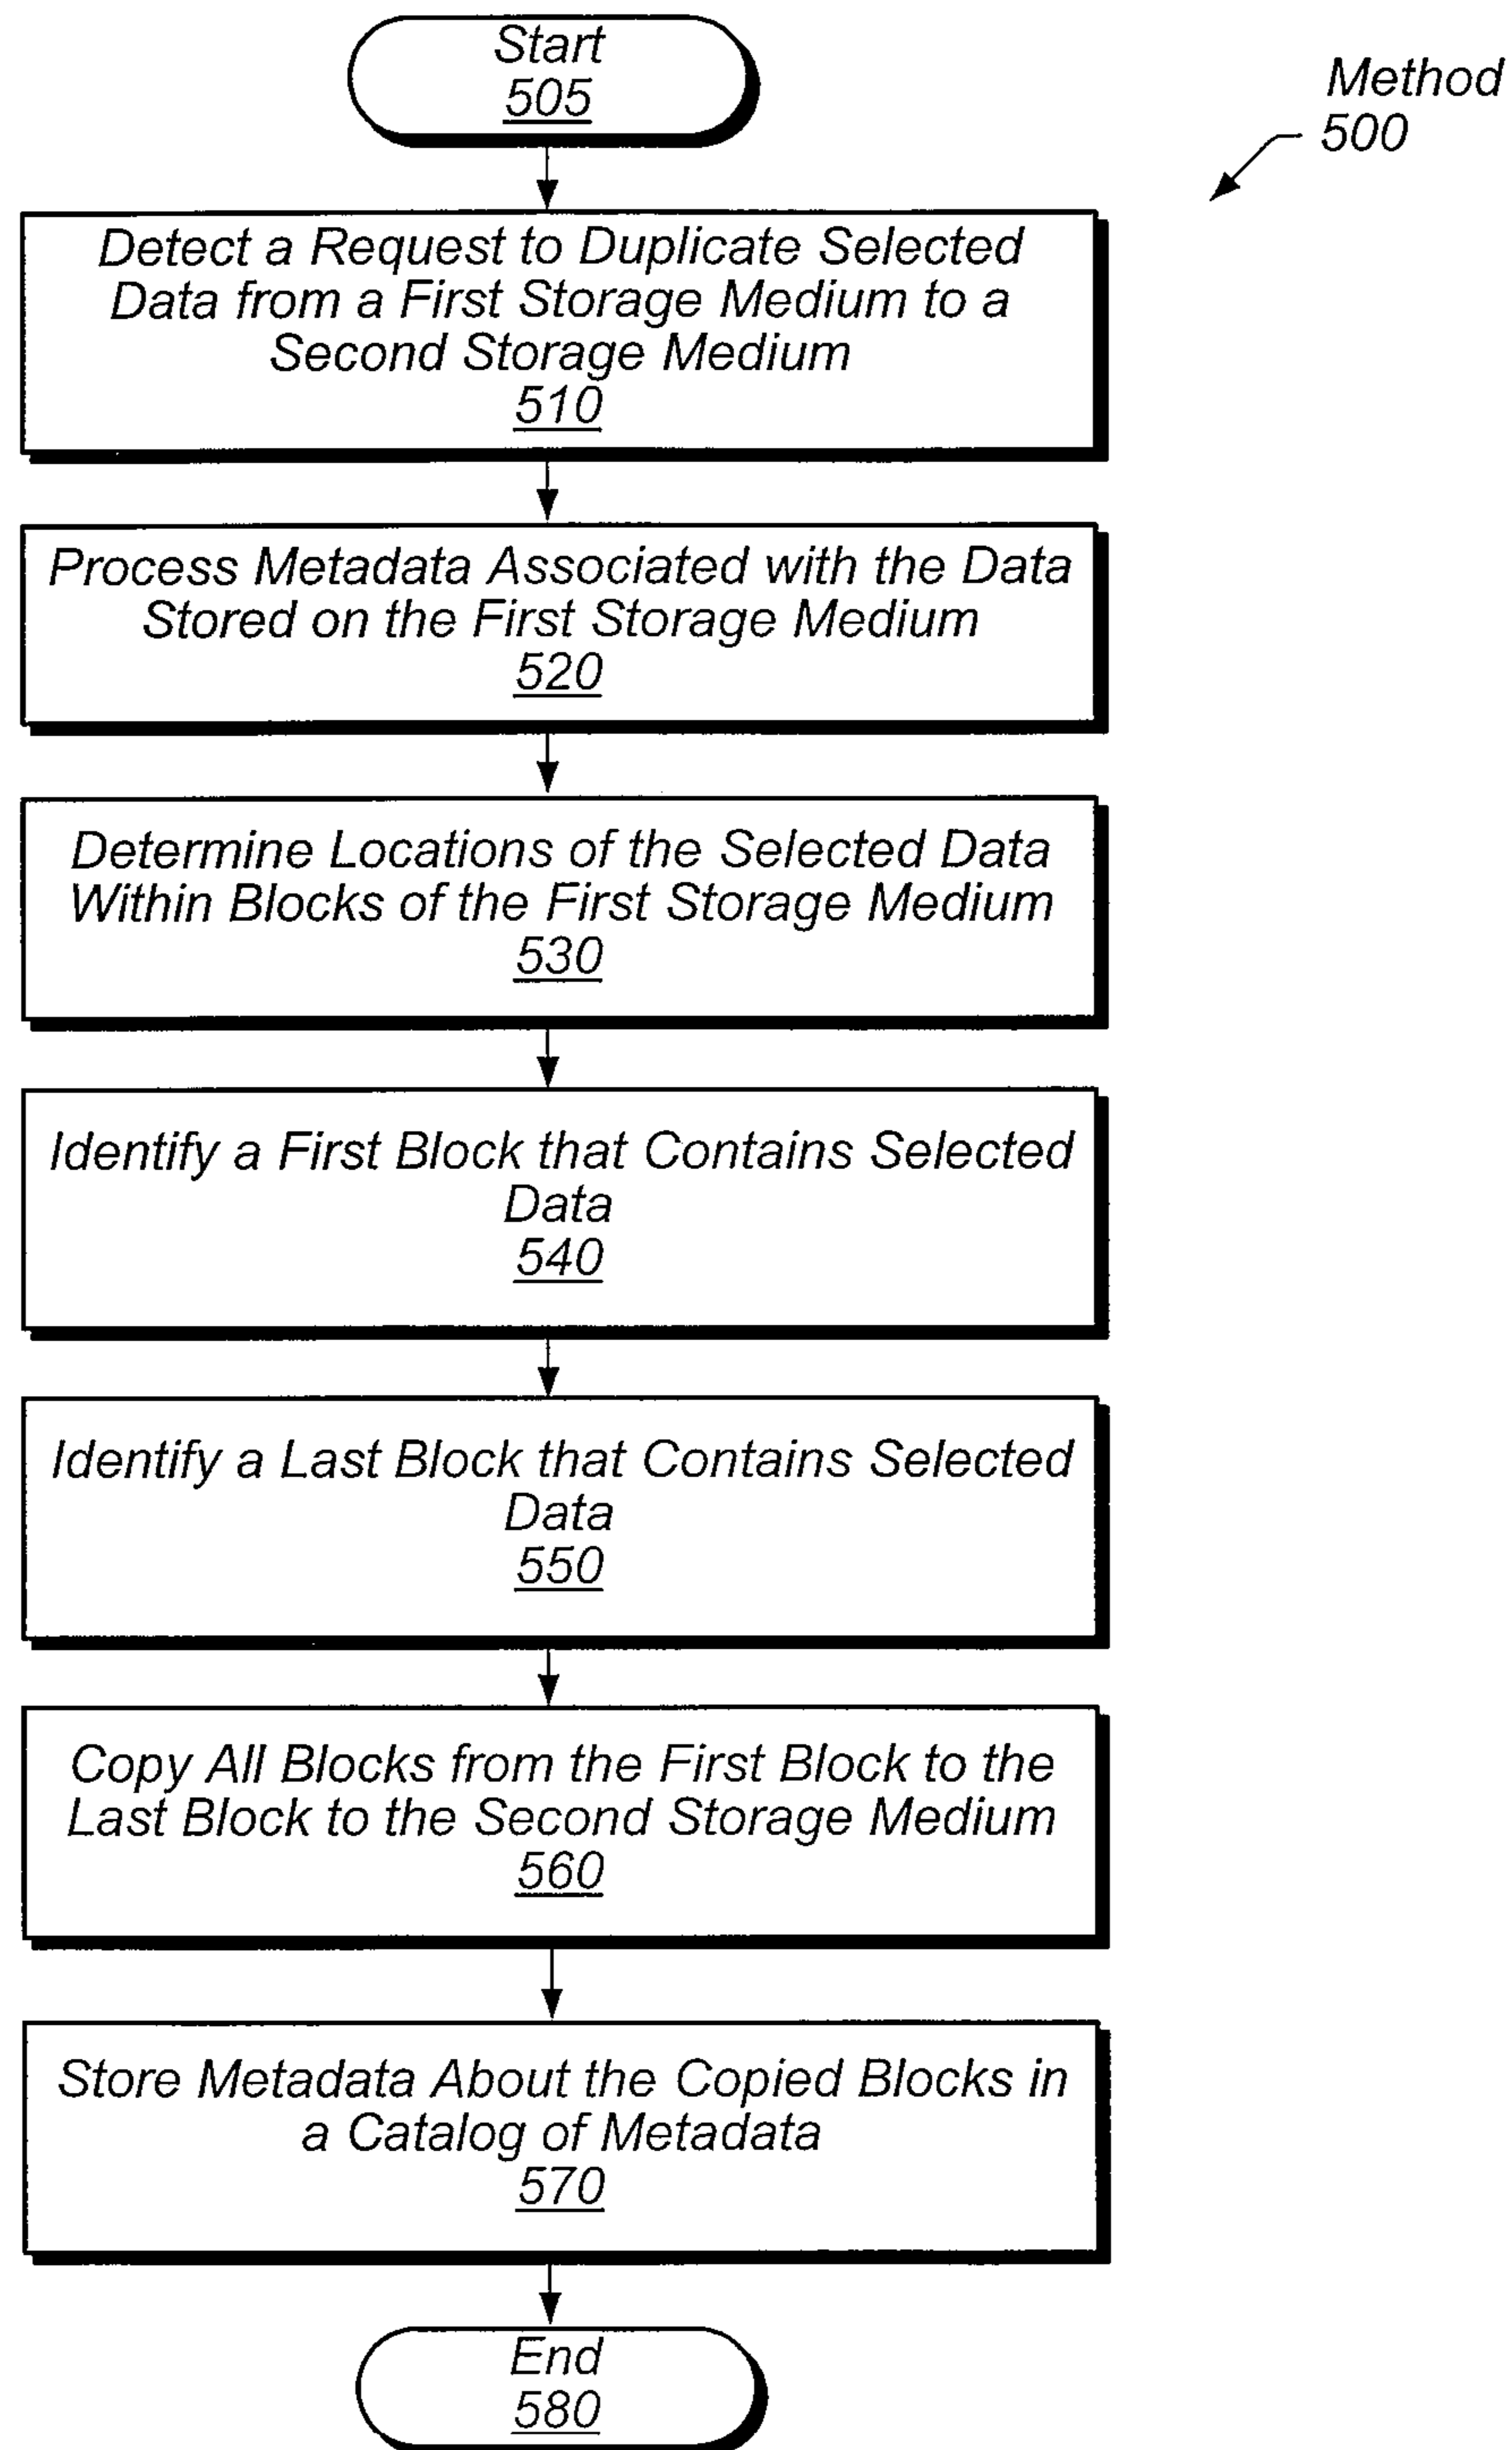 Start
505
Method
500
Detect a Request to Duplicate Selected
Data from a First Storage Medium to a
Second Storage Medium
510
Process Metadata Associated with the Data
Stored on the First Storage Medium
520
Determine Locations of the Selected Data
Within Blocks of the First Storage Medium
530
Identify a First Block that Contains Selected
Data
540
Identify a Last Block that Contains Selected
Data
550
Copy All Blocks from the First Block to the
Last Block to the Second Storage Medium
560
Store Metadata About the Copied Blocks in
a Catalog of Metadata
570
End
580